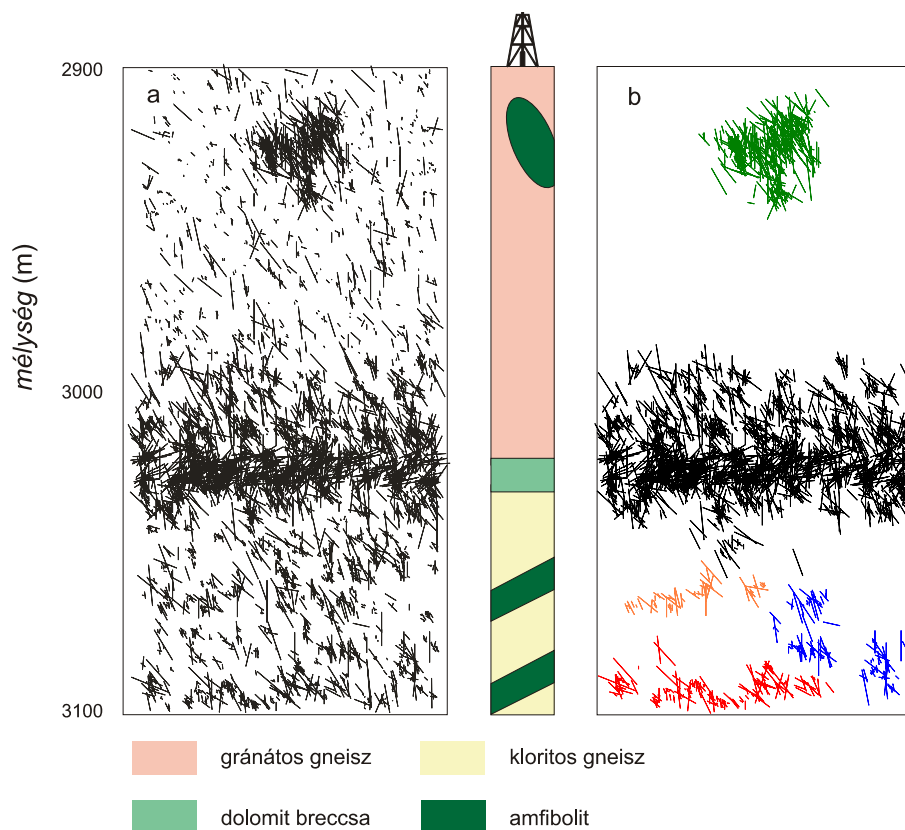 2900
a
b
mélység (m)
3000
3100
gránátos gneisz
kloritos gneisz
dolomit breccsa
amfibolit